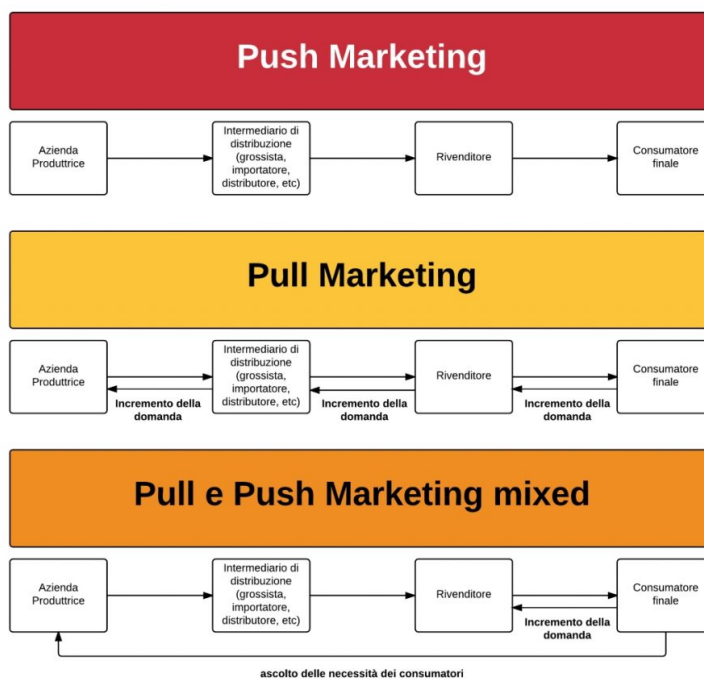 Push Marketing
Azienda
Produttrice
Intermediario di
distribuzione
(grossista,
importatore,
distributore, etc)
Rivenditore
Consumatore
finale
Pull Marketing
Azienda
Produttrice
Intermediario di
distribuzione
(grossista,
importatore,
distributore, etc)
Rivenditore
Consumatore
finale
Incremento della
domanda
Incremento della
domanda
Incremento della
domanda
Pull e Push Marketing mixed
Azienda
Produttrice
Intermediario di
distribuzione
(grossista,
importatore,
distributore, etc)
Rivenditore
Consumatore
finale
Incremento della
domanda
ascolto delle necessità dei consumatori